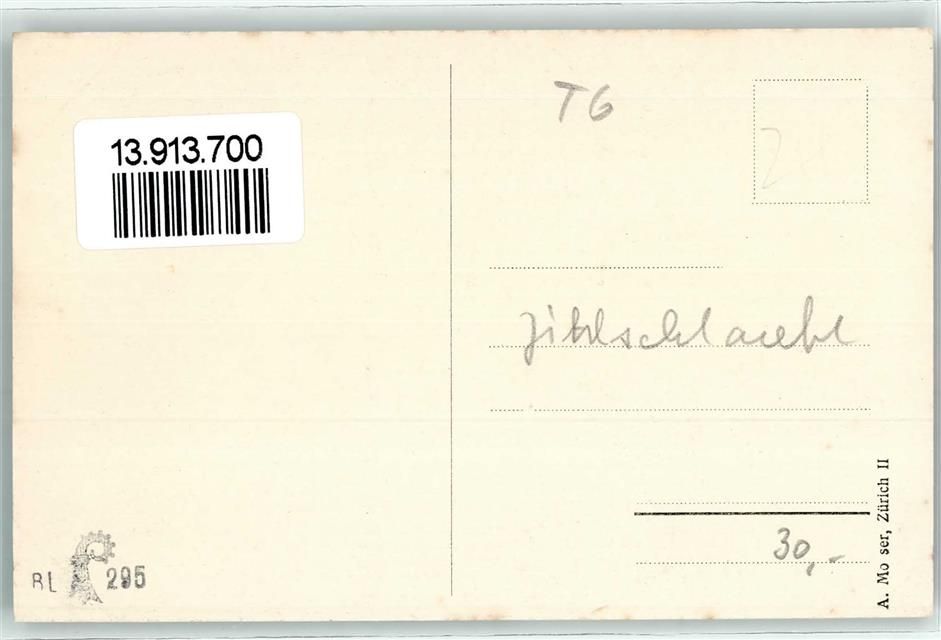 13.913.700
TG
Zihlschlacht
30,-
A. Moser, Zürich II
BL 295